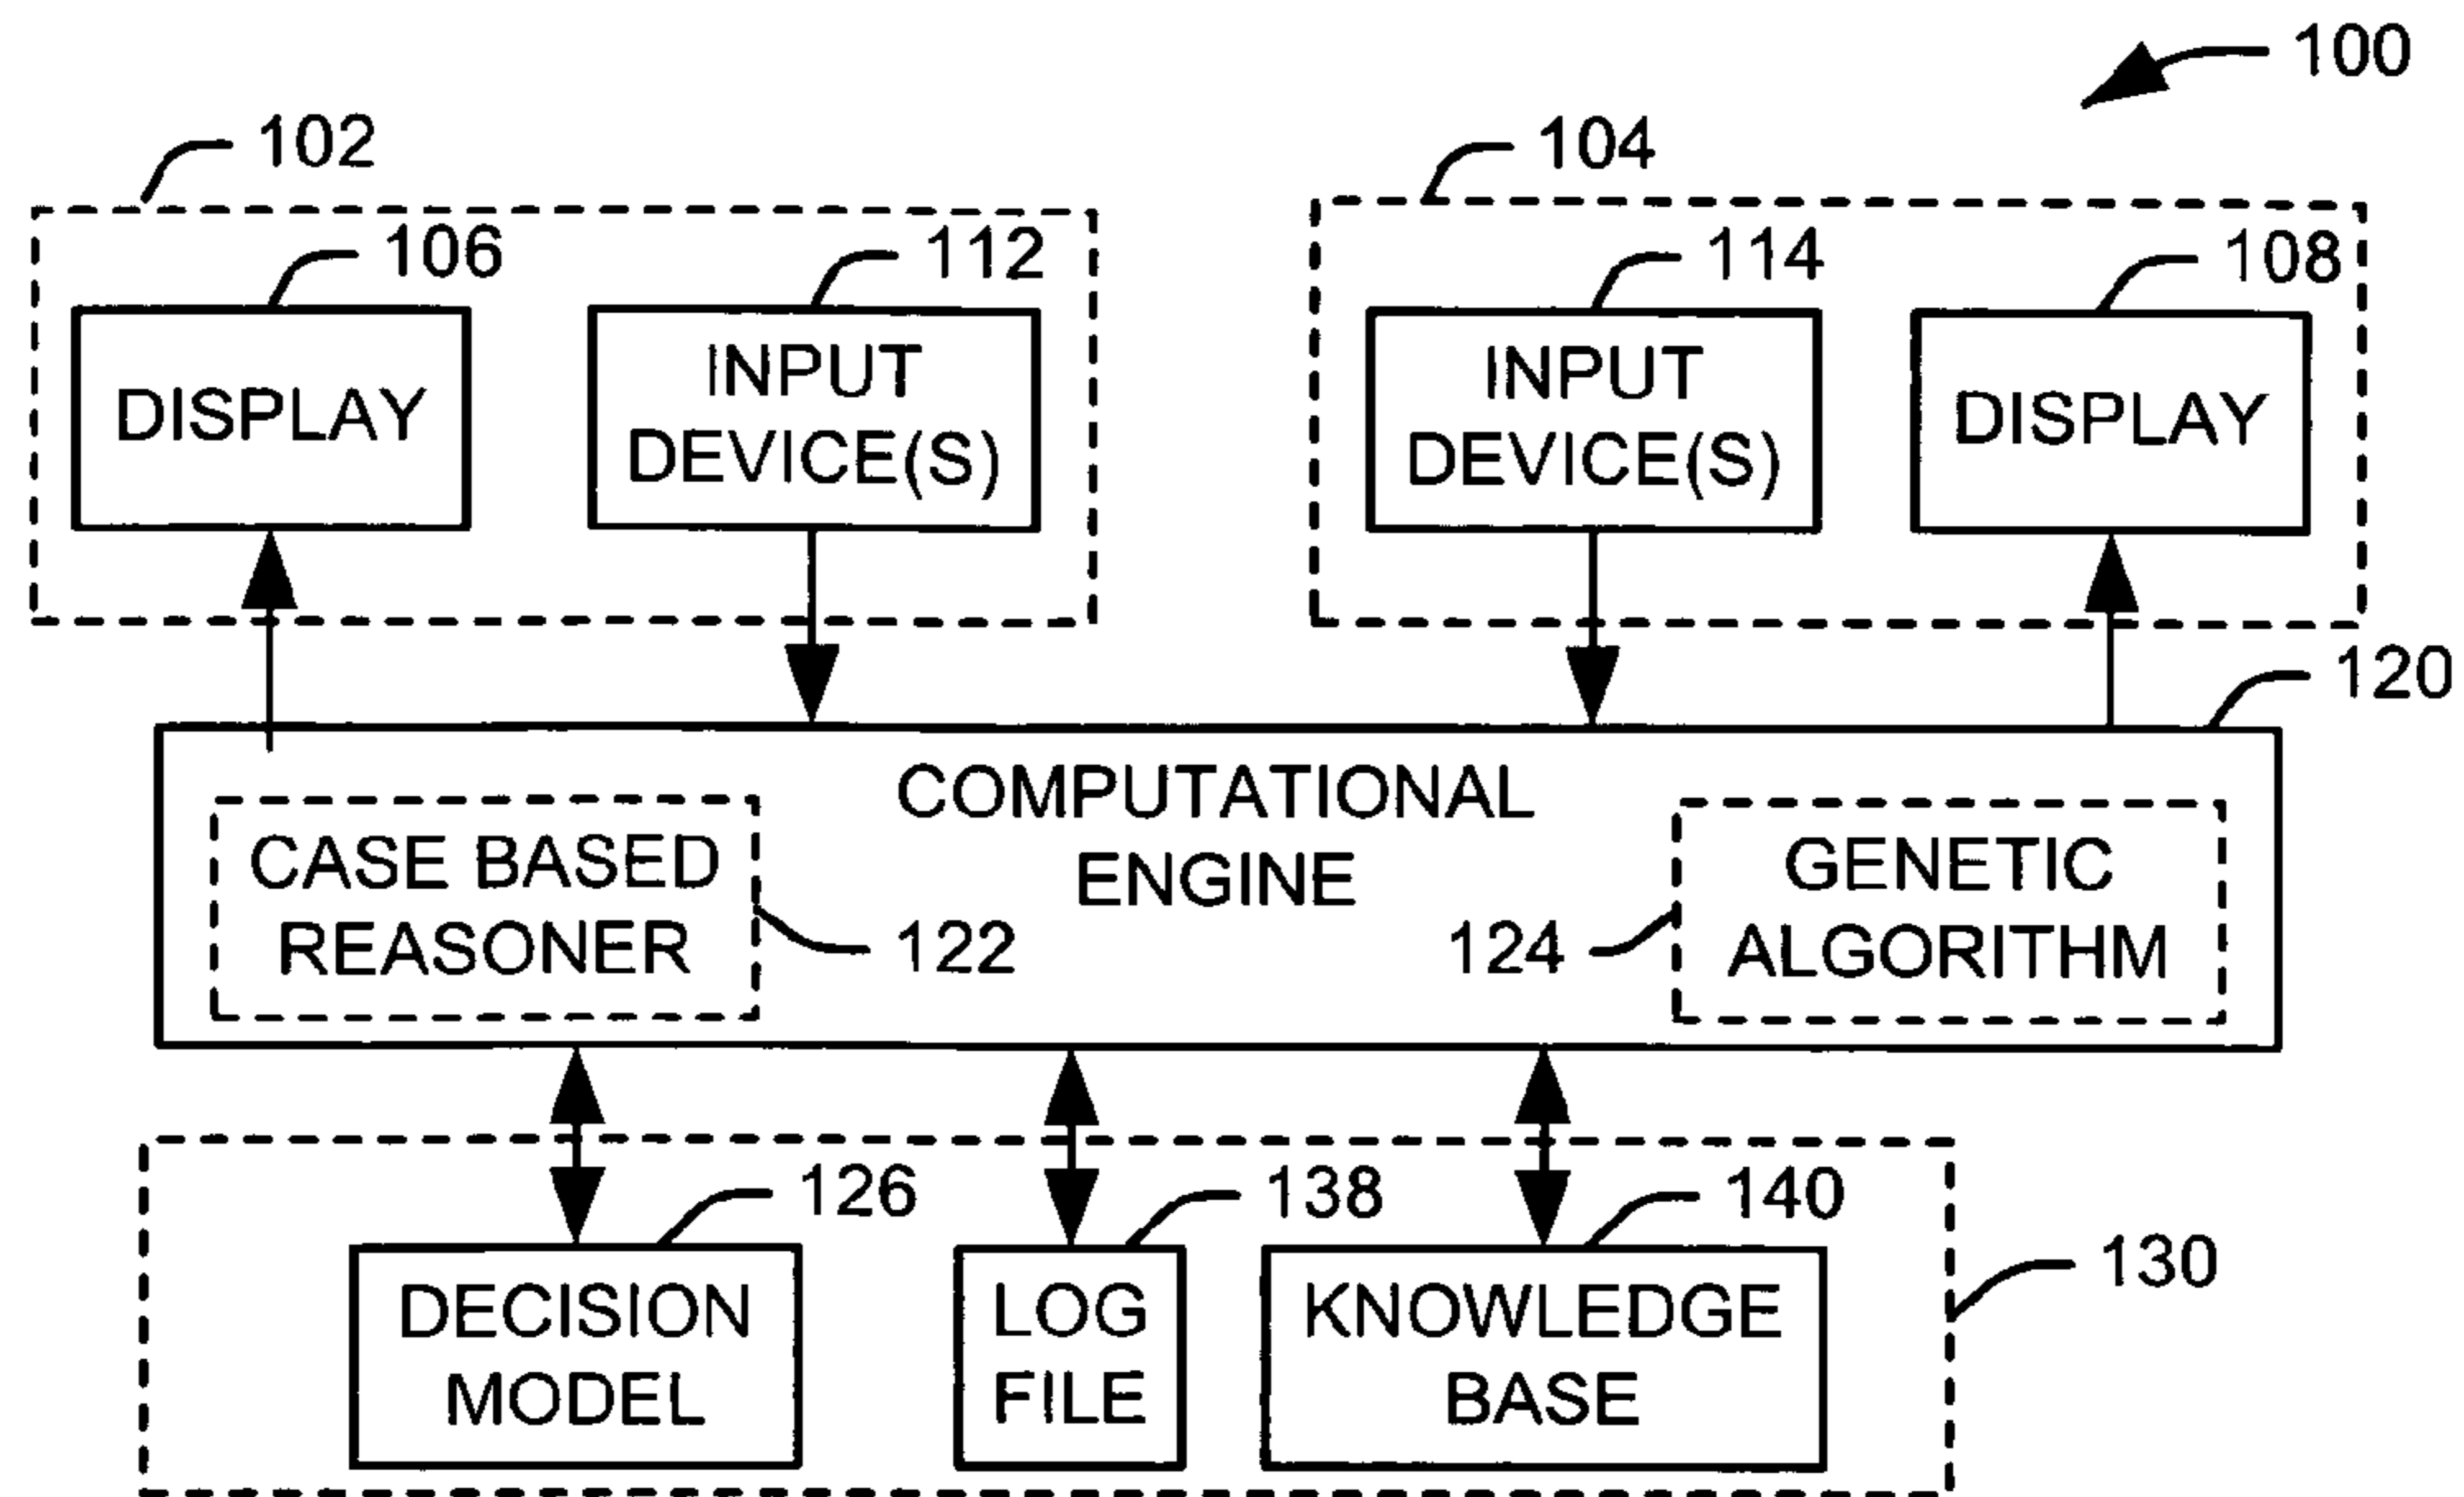 100
102
104
106
112
114
108
DISPLAY
INPUT
DEVICE(S)
INPUT
DEVICE(S)
DISPLAY
120
COMPUTATIONAL
ENGINE
CASE BASED
REASONER
122
124
GENETIC
ALGORITHM
126
138
140
130
DECISION
MODEL
LOG
FILE
KNOWLEDGE
BASE